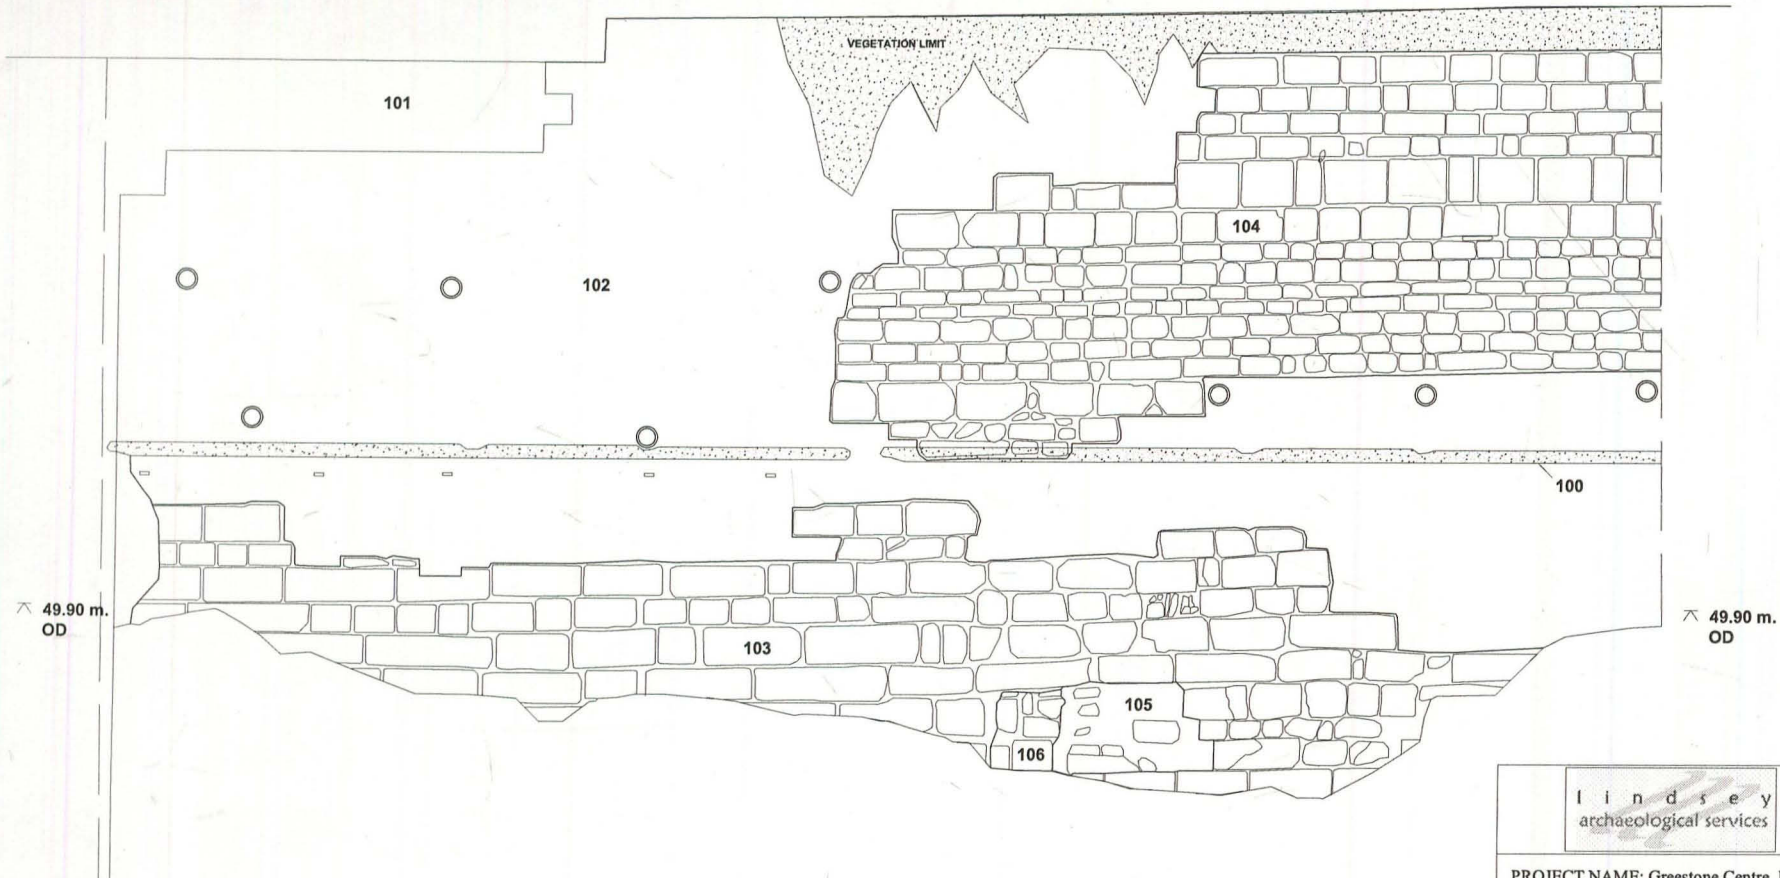 VEGETATION LIMIT
101
102
104
100
49.90 m.
OD
49.90 m.
OD
103
105
106
lindsey
archaeological services
PROJECT NAME: Greestone Centre,